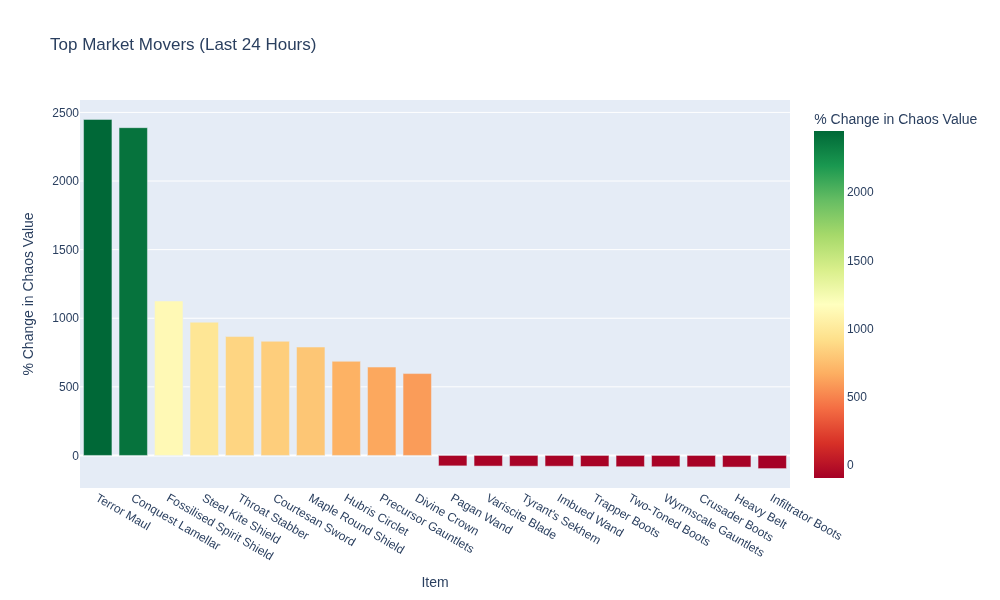 Top Market Movers (Last 24 Hours)
% Change in Chaos Value
2500
2000
1500
1000
500
0
Terror Maul
Conquest Lamellar
Fossilised Spirit Shield
Steel Kite Shield
Throat Stabber
Courtesan Sword
Maple Round Shield
Hubris Circlet
Precursor Gauntlets
Divine Crown
Pagan Wand
Variscite Blade
Tyrant's Sekhem
Imbued Wand
Trapper Boots
Two-Toned Boots
Wyrmscale Gauntlets
Crusader Boots
Heavy Belt
Infiltrator Boots
Item
% Change in Chaos Value
2000
1500
1000
500
0